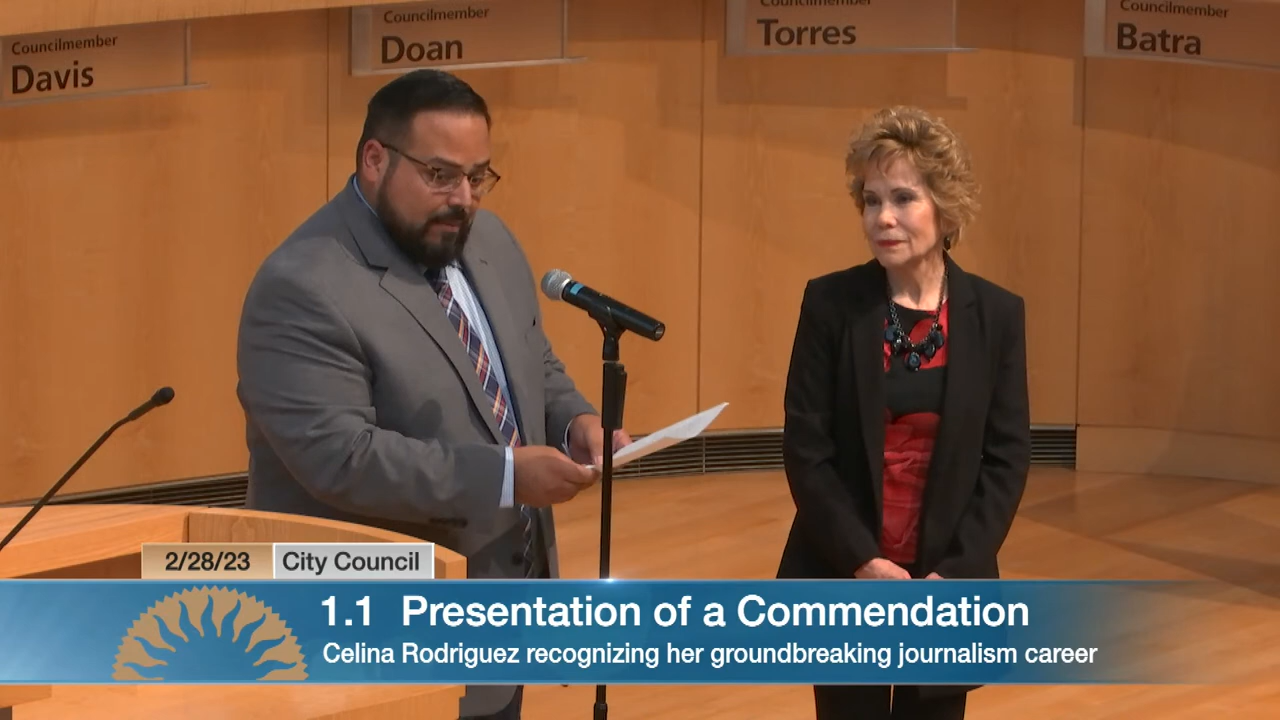 Councilmember
Davis
Councilmember
Doan
Councilmember
Torres
Councilmember
Batra
2/28/23 City Council
1.1 Presentation of a Commendation
Celina Rodriguez recognizing her groundbreaking journalism career